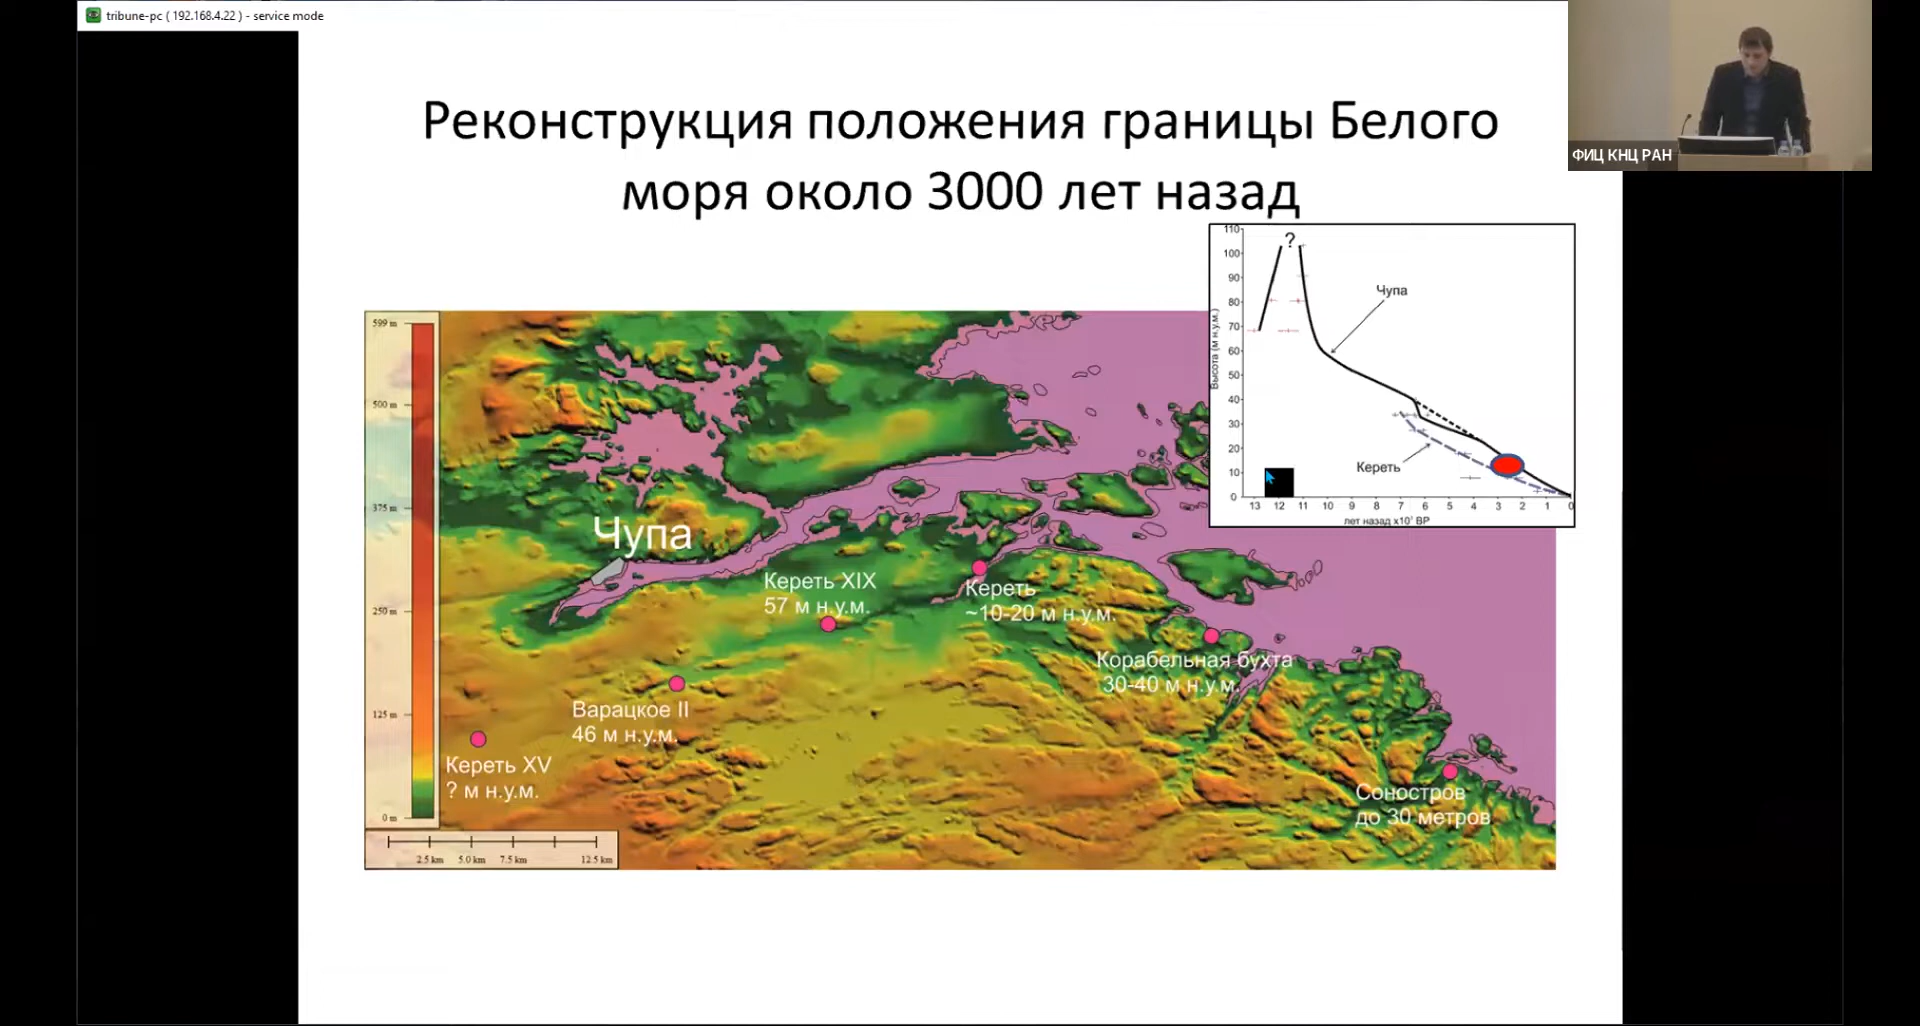 tribune-pc ( 192.168.4.22 ) - service mode
ФИЦ КНЦ РАН
Реконструкция положения границы Белого
моря около 3000 лет назад
110
100
90
80
70
60
50
40
30
20
10
0
Высота (м н.у.м.)
?
Чупа
Кереть
13 12 11 10 9 8 7 6 5 4 3 2 1 0
лет назад x10³ BP
599 m
500 m
375 m
250 m
125 m
0 m
2.5 km 5.0 km 7.5 km 12.5 km
Чупа
Кереть XIX
57 м н.у.м.
Кереть
~10-20 м н.у.м.
Корабельная бухта
30-40 м н.у.м.
Варацкое II
46 м н.у.м.
Кереть XV
? м н.у.м.
Соностров
до 30 метров